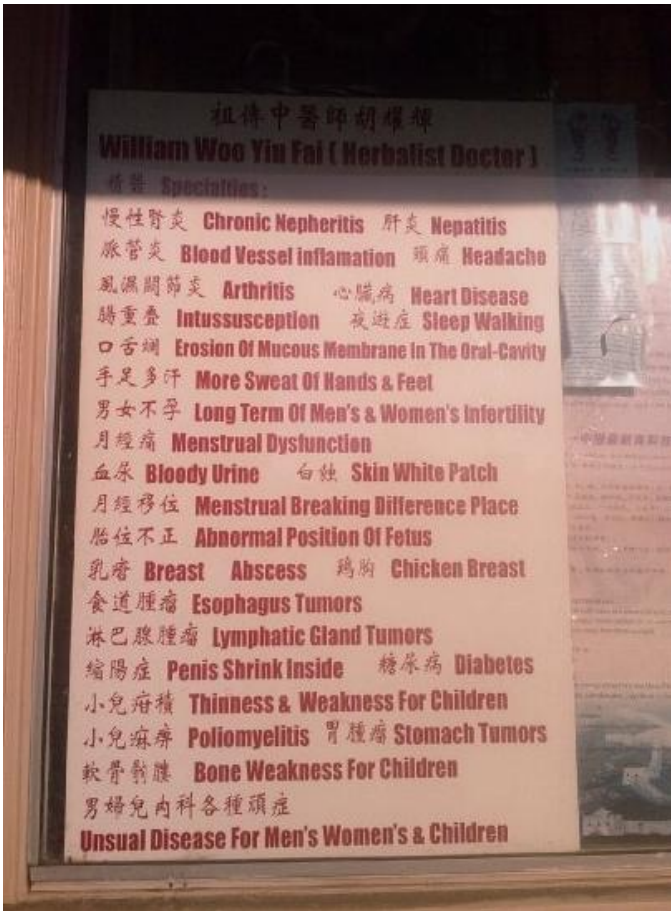 祖傳中醫師胡耀輝
William Woo Yiu Fai ( Herbalist Doctor )
精醫 Specialties :
慢性腎炎 Chronic Nepheritis 肝炎 Nepatitis
脈管炎 Blood Vessel inflamation 頭痛 Headache
風濕關節炎 Arthritis 心臟病 Heart Disease
腸重疊 Intussusception 夜遊症 Sleep Walking
口舌爛 Erosion Of Mucous Membrane In The Oral-Cavity
手足多汗 More Sweat Of Hands & Feet
男女不孕 Long Term Of Men's & Women's Infertility
月經痛 Menstrual Dysfunction
血尿 Bloody Urine 白蝕 Skin White Patch
月經移位 Menstrual Breaking Difference Place
胎位不正 Abnormal Position Of Fetus
乳瘡 Breast Abscess 鷄胸 Chicken Breast
食道腫瘤 Esophagus Tumors
淋巴腺腫瘤 Lymphatic Gland Tumors
縮陽症 Penis Shrink Inside 糖尿病 Diabetes
小兒疳積 Thinness & Weakness For Children
小兒痳痹 Poliomyelitis 胃腫瘤 Stomach Tumors
軟骨 Bone Weakness For Children
男婦兒內科各種頑症
Unsual Disease For Men's Women's & Children